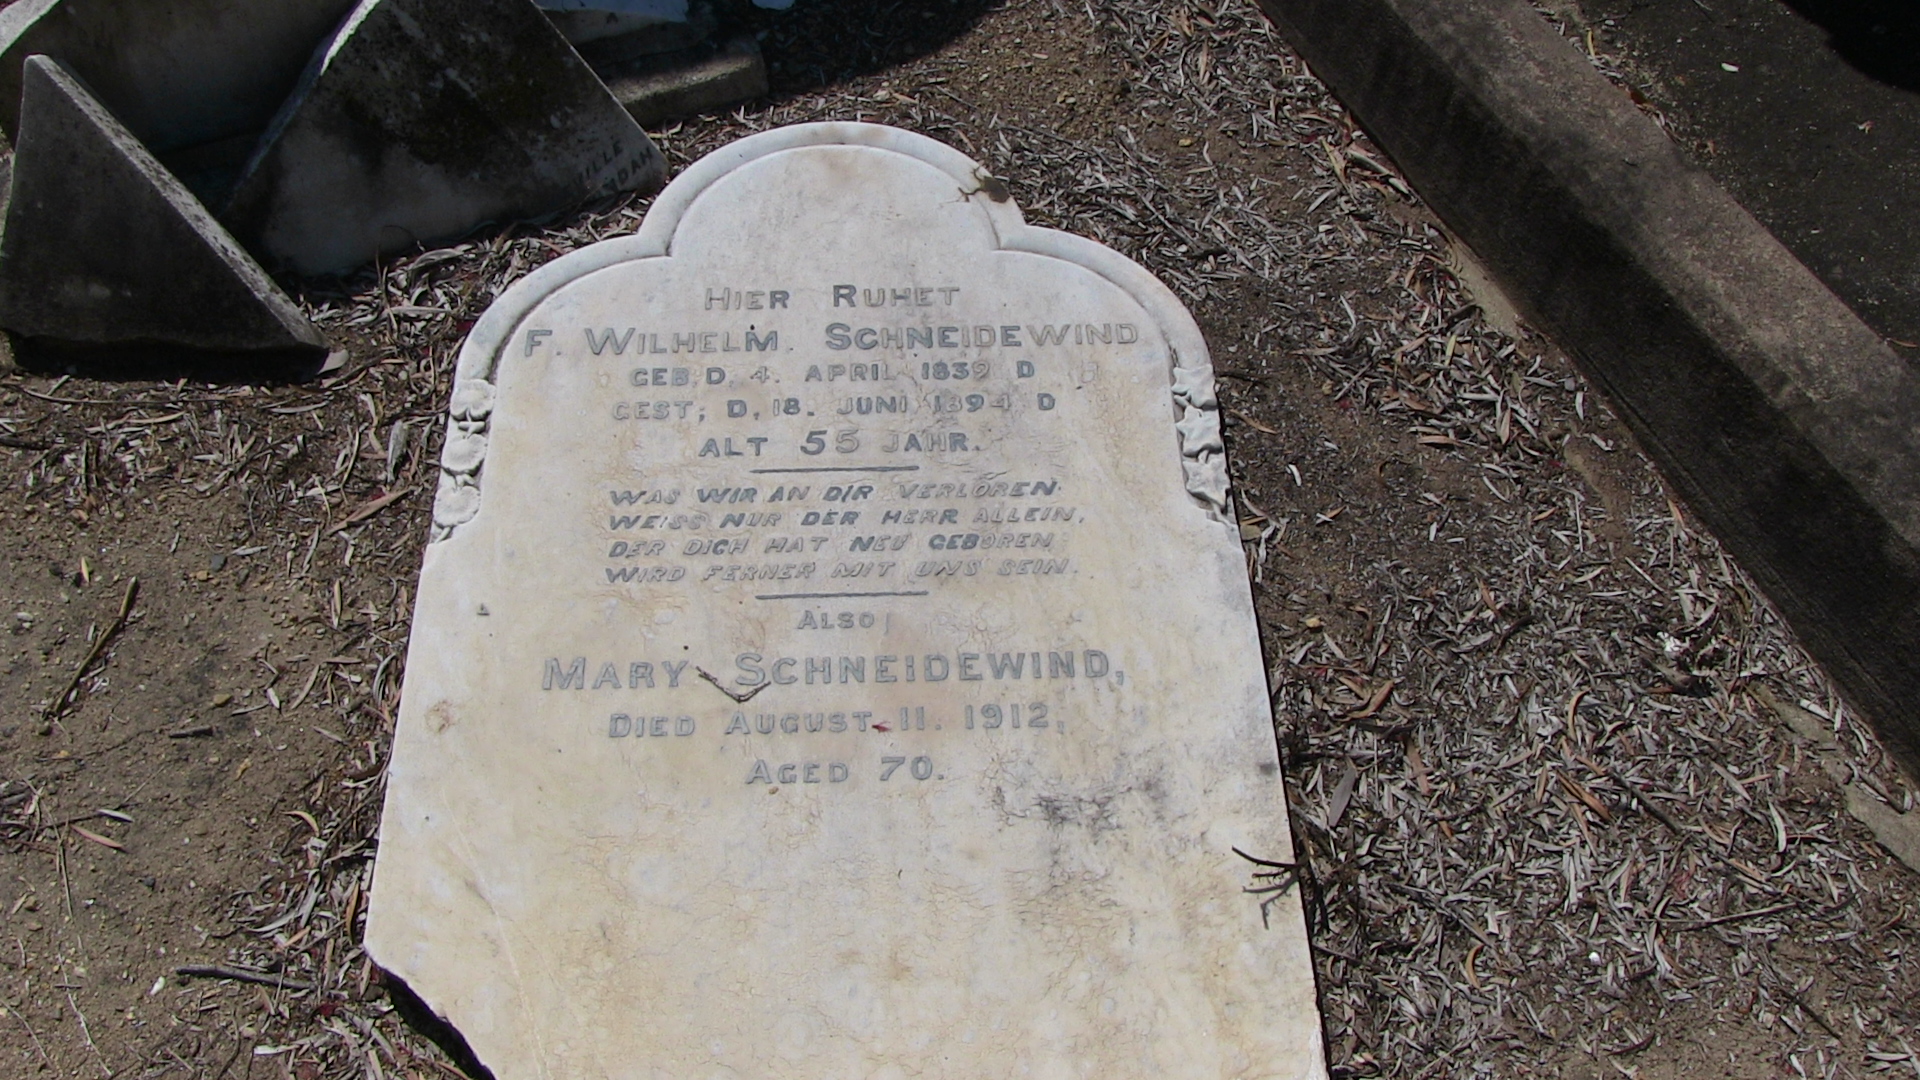 HIER RUHET
F. WILHELM. SCHNEIDEWIND
GEB, D, 4. APRIL 1839 D
GEST; D, 18. JUNI 1894 D
ALT 55 JAHR.
WAS WIR AN DIR VERLOREN
WEISS NUR DER HERR ALLEIN,
DER DICH HAT NEU GEBOREN
WIRD FERNER MIT UNS SEIN.
ALSO
MARY SCHNEIDEWIND,
DIED AUGUST 11. 1912,
AGED 70.